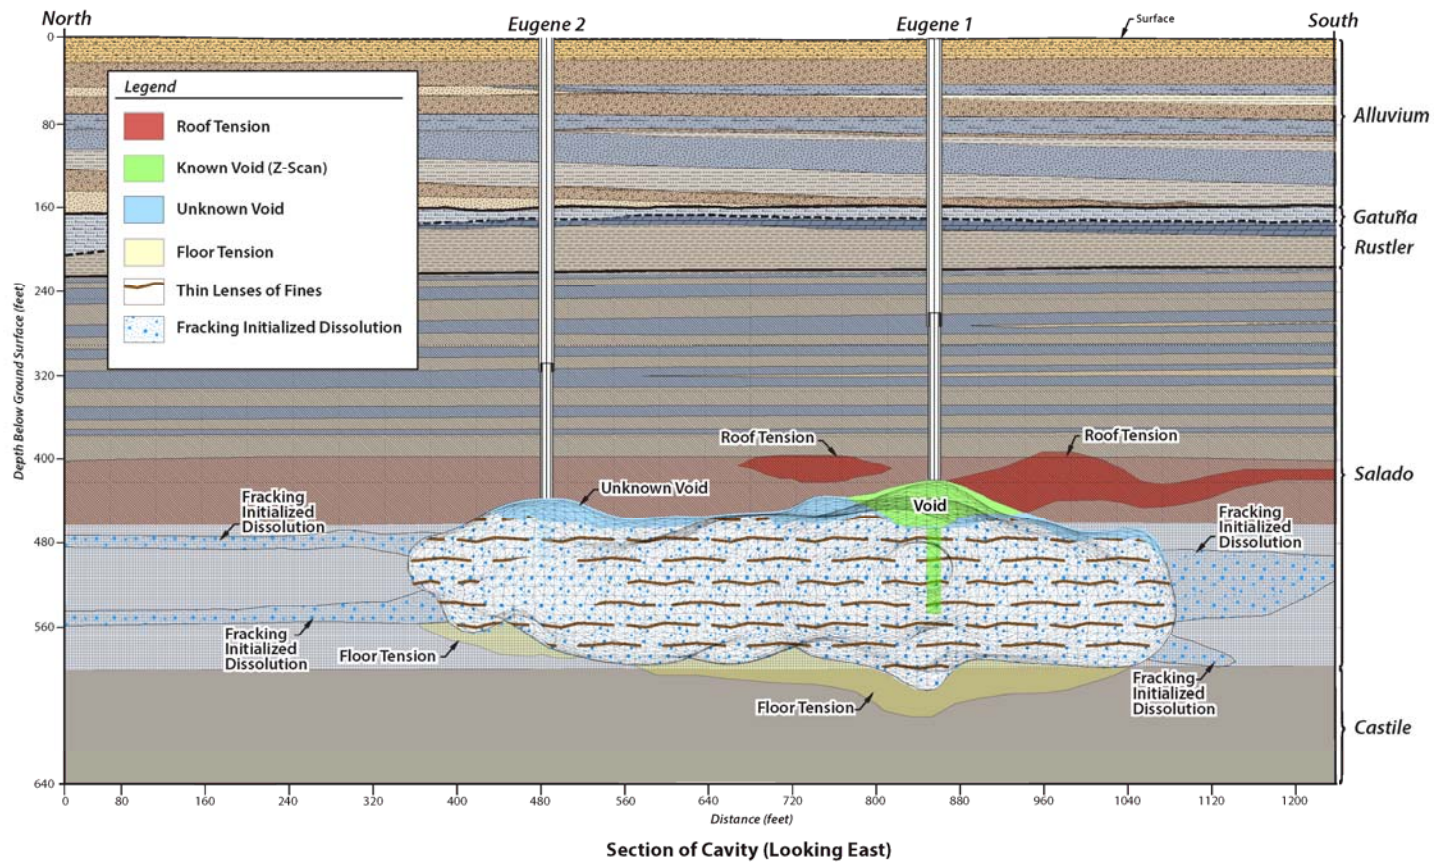 North
Eugene 2
Eugene 1
Surface
South
Legend
Roof Tension
Known Void (Z-Scan)
Unknown Void
Floor Tension
Thin Lenses of Fines
Fracking Initialized Dissolution
Depth Below Ground Surface (feet)
0
80
160
240
320
400
480
560
640
Alluvium
Gatuña
Rustler
Salado
Castile
Roof Tension
Roof Tension
Unknown Void
Void
Fracking
Initialized
Dissolution
Fracking
Initialized
Dissolution
Fracking
Initialized
Dissolution
Floor Tension
Floor Tension
Fracking
Initialized
Dissolution
0
80
160
240
320
400
480
560
640
720
800
880
960
1040
1120
1200
Distance (feet)
Section of Cavity (Looking East)